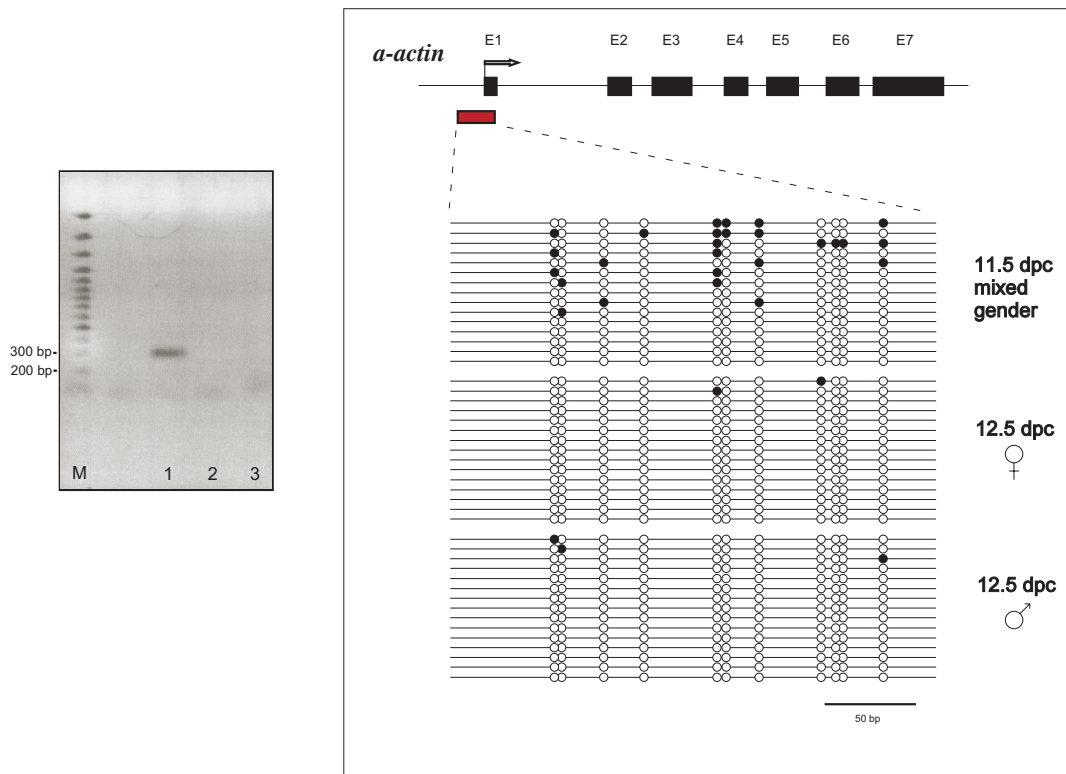 300 bp
200 bp
M 1 2 3
a-actin
E1 E2 E3 E4 E5 E6 E7
11.5 dpc
mixed
gender
12.5 dpc
♀
12.5 dpc
♂
50 bp